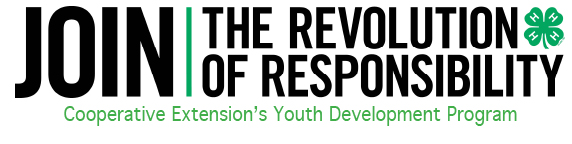 JOIN
THE REVOLUTION
OF RESPONSIBILITY
H H H H
Cooperative Extension's Youth Development Program